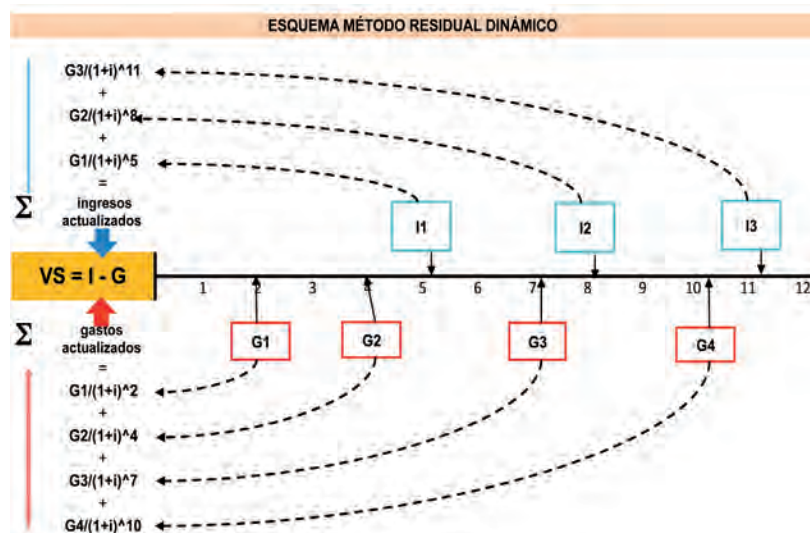 ESQUEMA MÉTODO RESIDUAL DINÁMICO
G3/(1+i)^11
+
G2/(1+i)^8
+
G1/(1+i)^5
=
Σ
ingresos
actualizados
I1
I2
I3
VS = I - G
1 2 3 4 5 6 7 8 9 10 11 12
Σ
gastos
actualizados
=
G1
G2
G3
G4
G1/(1+i)^2
+
G2/(1+i)^4
+
G3/(1+i)^7
+
G4/(1+i)^10